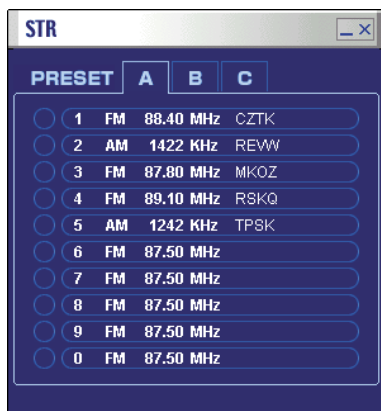 STR
PRESET A B C
1 FM 88.40 MHz CZTK
2 AM 1422 KHz REVW
3 FM 87.80 MHz MKOZ
4 FM 89.10 MHz RSKQ
5 AM 1242 KHz TPSK
6 FM 87.50 MHz
7 FM 87.50 MHz
8 FM 87.50 MHz
9 FM 87.50 MHz
0 FM 87.50 MHz